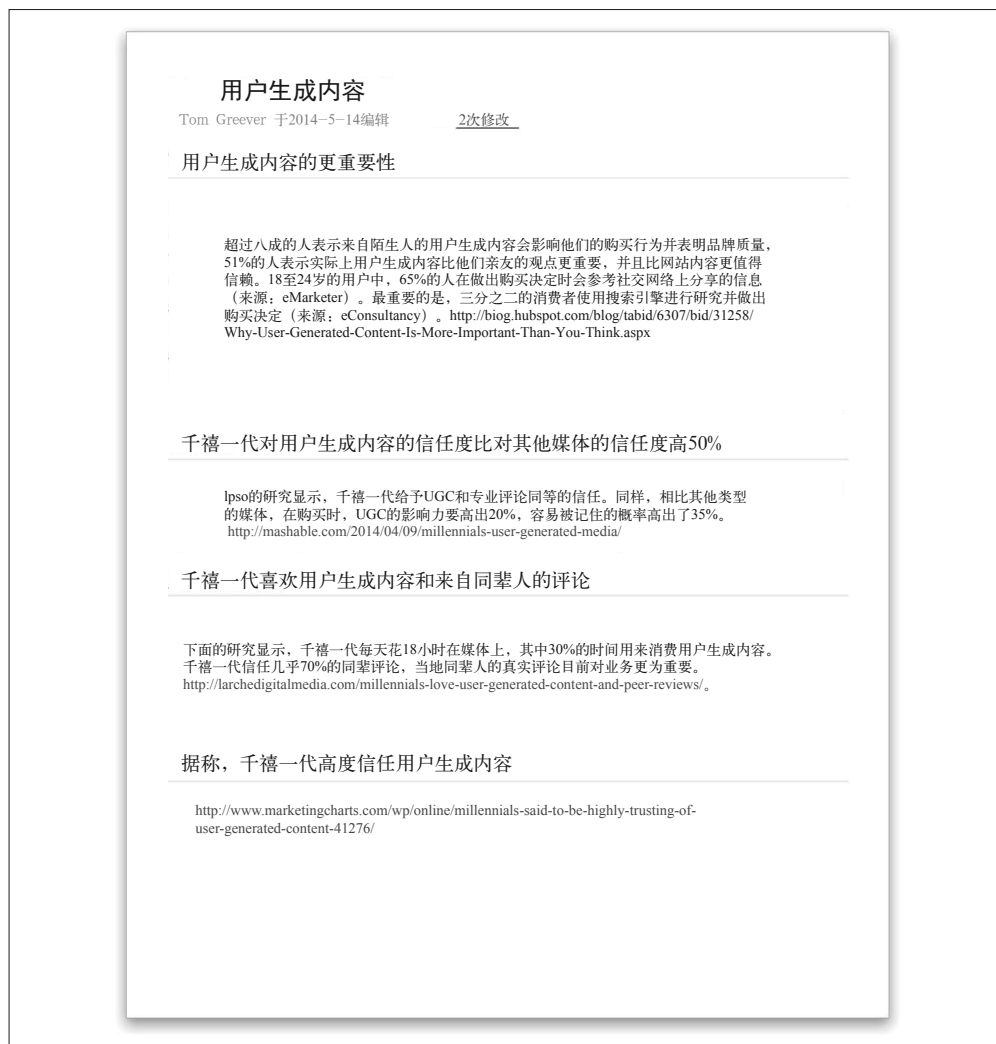 用户生成内容
Tom Greever 于2014-5-14编辑 2次修改
用户生成内容的更重要性
超过八成的人表示来自陌生人的用户生成内容会影响他们的购买行为并表明品牌质量，
51%的人表示实际上用户生成内容比他们亲友的观点更重要，并且比网站内容更值得
信赖。18至24岁的用户中，65%的人在做出购买决定时会参考社交网络上分享的信息
（来源：eMarketer）。最重要的是，三分之二的消费者使用搜索引擎进行研究并做出
购买决定（来源：eConsultancy）。http://biog.hubspot.com/blog/tabid/6307/bid/31258/
Why-User-Generated-Content-Is-More-Important-Than-You-Think.aspx
千禧一代对用户生成内容的信任度比对其他媒体的信任度高50%
lpso的研究显示，千禧一代给予UGC和专业评论同等的信任。同样，相比其他类型
的媒体，在购买时，UGC的影响力要高出20%，容易被记住的概率高出了35%。
http://mashable.com/2014/04/09/millennials-user-generated-media/
千禧一代喜欢用户生成内容和来自同辈人的评论
下面的研究显示，千禧一代每天花18小时在媒体上，其中30%的时间用来消费用户生成内容。
千禧一代信任几乎70%的同辈评论，当地同辈人的真实评论目前对业务更为重要。
http://larchedigitalmedia.com/millennials-love-user-generated-content-and-peer-reviews/。
据称，千禧一代高度信任用户生成内容
http://www.marketingcharts.com/wp/online/millennials-said-to-be-highly-trusting-of-
user-generated-content-41276/